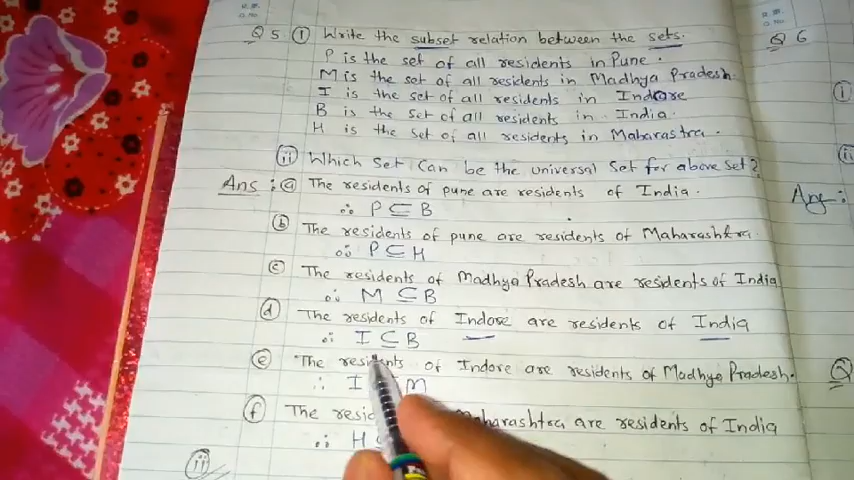 Q 5 (i) Write the subset relation between the sets.
P is the set of all residents in Pune.
M is the set of all residents in Madhya Pradesh.
I is the set of all residents in Indore
B is the set of all residents in India.
H is the set of all residents in Maharastra.
(ii) Which set can be the universal set for above set?
Ans : (a) The residents of pune are residents of India.
∴ P ⊆ B
(b) The residents of pune are residents of Maharashtra.
∴ P ⊆ H
(c) The residents of Madhya Pradesh are residents of India
∴ M ⊆ B
(d) The residents of Indore are residents of India
∴ I ⊆ B
(e) The residents of Indore are residents of Madhya Pradesh.
∴ I M
(f) The Maharashtra are residents of India
∴ H
(ii)
Q 6
(i)
(ii)
Ans :
Q